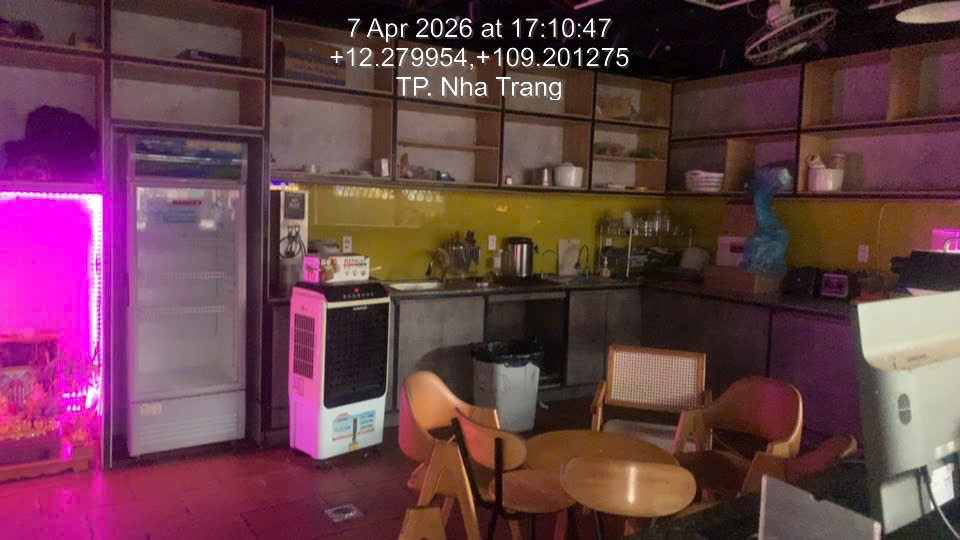 7 Apr 2026 at 17:10:47
+12.279954,+109.201275
TP. Nha Trang